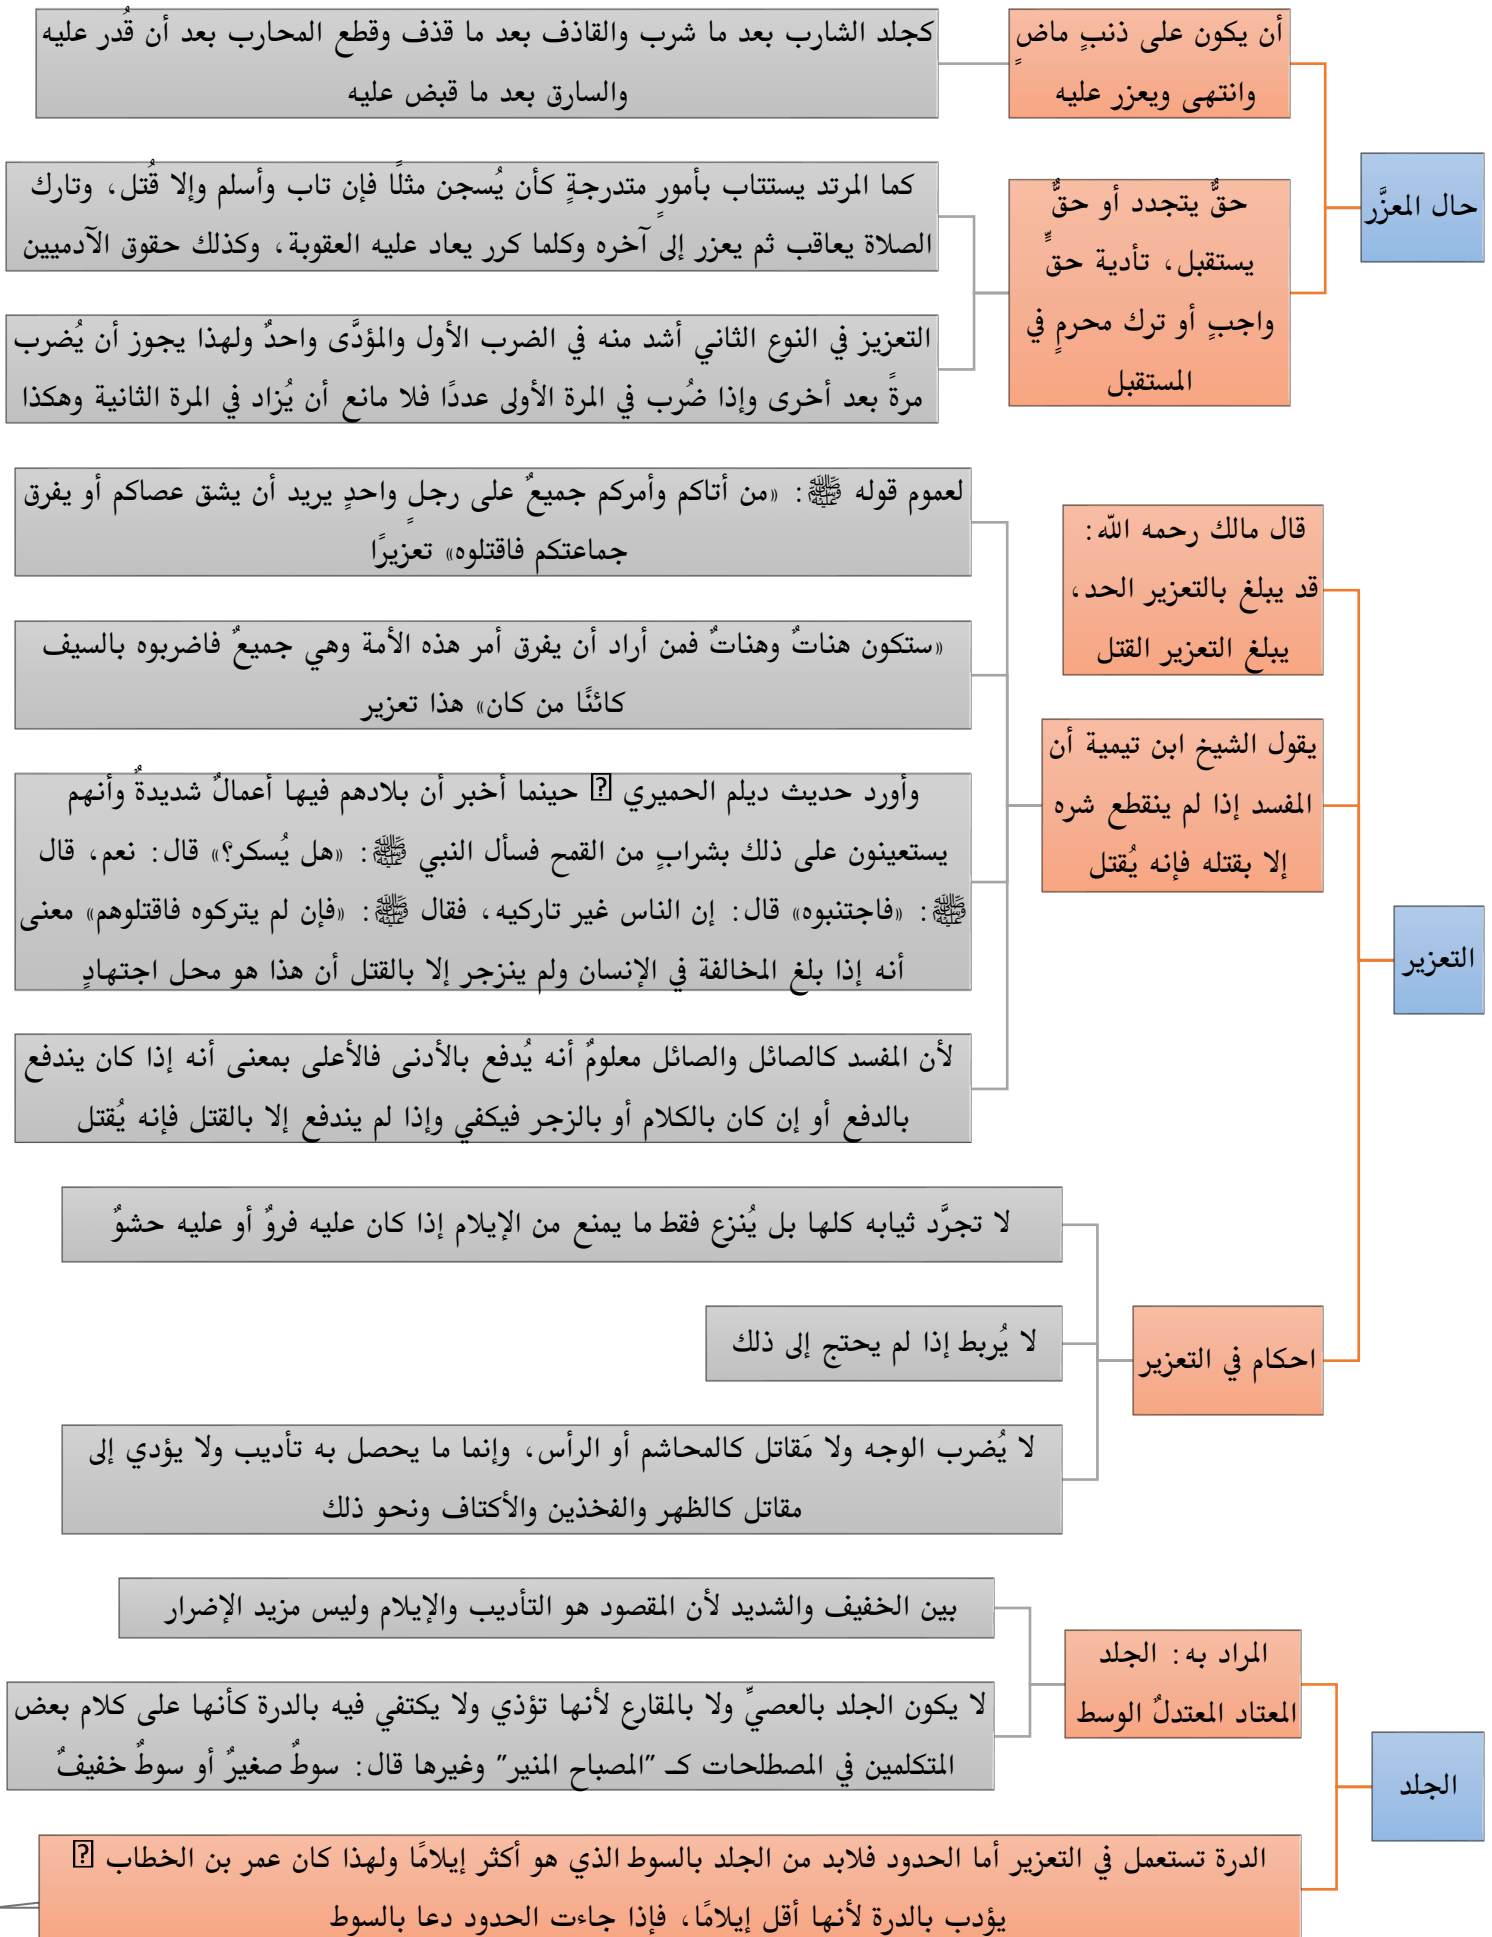 حال المعزَّر
أن يكون على ذنبٍ ماضٍ
وانتهى ويعزر عليه
كجلد الشارب بعد ما شرب والقاذف بعد ما قذف وقطع المحارب بعد أن قُدر عليه
والسارق بعد ما قبض عليه
حقٌّ يتجدد أو حقٌّ
يستقبل، تأدية حقٍّ
واجبٍ أو ترك محرمٍ في
المستقبل
كما المرتد يستتاب بأمورٍ متدرجةٍ كأن يُسجن مثلًا فإن تاب وأسلم وإلا قُتل، وتارك
الصلاة يعاقب ثم يعزر إلى آخره وكلما كرر يعاد عليه العقوبة، وكذلك حقوق الآدميين
التعزيز في النوع الثاني أشد منه في الضرب الأول والمؤدَّى واحدٌ ولهذا يجوز أن يُضرب
مرةً بعد أخرى وإذا ضُرب في المرة الأولى عددًا فلا مانع أن يُزاد في المرة الثانية وهكذا
التعزير
قال مالك رحمه الله:
قد يبلغ بالتعزير الحد،
يبلغ التعزير القتل
يقول الشيخ ابن تيمية أن
المفسد إذا لم ينقطع شره
إلا بقتله فإنه يُقتل
لعموم قوله ﷺ: «من أتاكم وأمركم جميعٌ على رجلٍ واحدٍ يريد أن يشق عصاكم أو يفرق
جماعتكم فاقتلوه» تعزيرًا
«ستكون هناتٌ وهناتٌ فمن أراد أن يفرق أمر هذه الأمة وهي جميعٌ فاضربوه بالسيف
كائنًا من كان» هذا تعزير
وأورد حديث ديلم الحميري حينما أخبر أن بلادهم فيها أعمالٌ شديدةٌ وأنهم
يستعينون على ذلك بشرابٍ من القمح فسأل النبي ﷺ: «هل يُسكر؟» قال: نعم، قال
ﷺ: «فاجتنبوه» قال: إن الناس غير تاركيه، فقال ﷺ: «فإن لم يتركوه فاقتلوهم» معنى
أنه إذا بلغ المخالفة في الإنسان ولم ينزجر إلا بالقتل أن هذا هو محل اجتهادٍ
لأن المفسد كالصائل والصائل معلومٌ أنه يُدفع بالأدنى فالأعلى بمعنى أنه إذا كان يندفع
بالدفع أو إن كان بالكلام أو بالزجر فيكفي وإذا لم يندفع إلا بالقتل فإنه يُقتل
احكام في التعزير
لا تجرَّد ثيابه كلها بل يُنزع فقط ما يمنع من الإيلام إذا كان عليه فروٌ أو عليه حشوٌ
لا يُربط إذا لم يحتج إلى ذلك
لا يُضرب الوجه ولا مَقاتل كالمحاشم أو الرأس، وإنما ما يحصل به تأديب ولا يؤدي إلى
مقاتل كالظهر والفخذين والأكتاف ونحو ذلك
الجلد
المراد به: الجلد
المعتاد المعتدلٌ الوسط
بين الخفيف والشديد لأن المقصود هو التأديب والإيلام وليس مزيد الإضرار
لا يكون الجلد بالعصيٍّ ولا بالمقارع لأنها تؤذي ولا يكتفي فيه بالدرة كأنها على كلام بعض
المتكلمين في المصطلحات كـ "المصباح المنير" وغيرها قال: سوطٌ صغيرٌ أو سوطٌ خفيفٌ
الدرة تستعمل في التعزير أما الحدود فلابد من الجلد بالسوط الذي هو أكثر إيلامًا ولهذا كان عمر بن الخطاب
يؤدب بالدرة لأنها أقل إيلامًا، فإذا جاءت الحدود دعا بالسوط